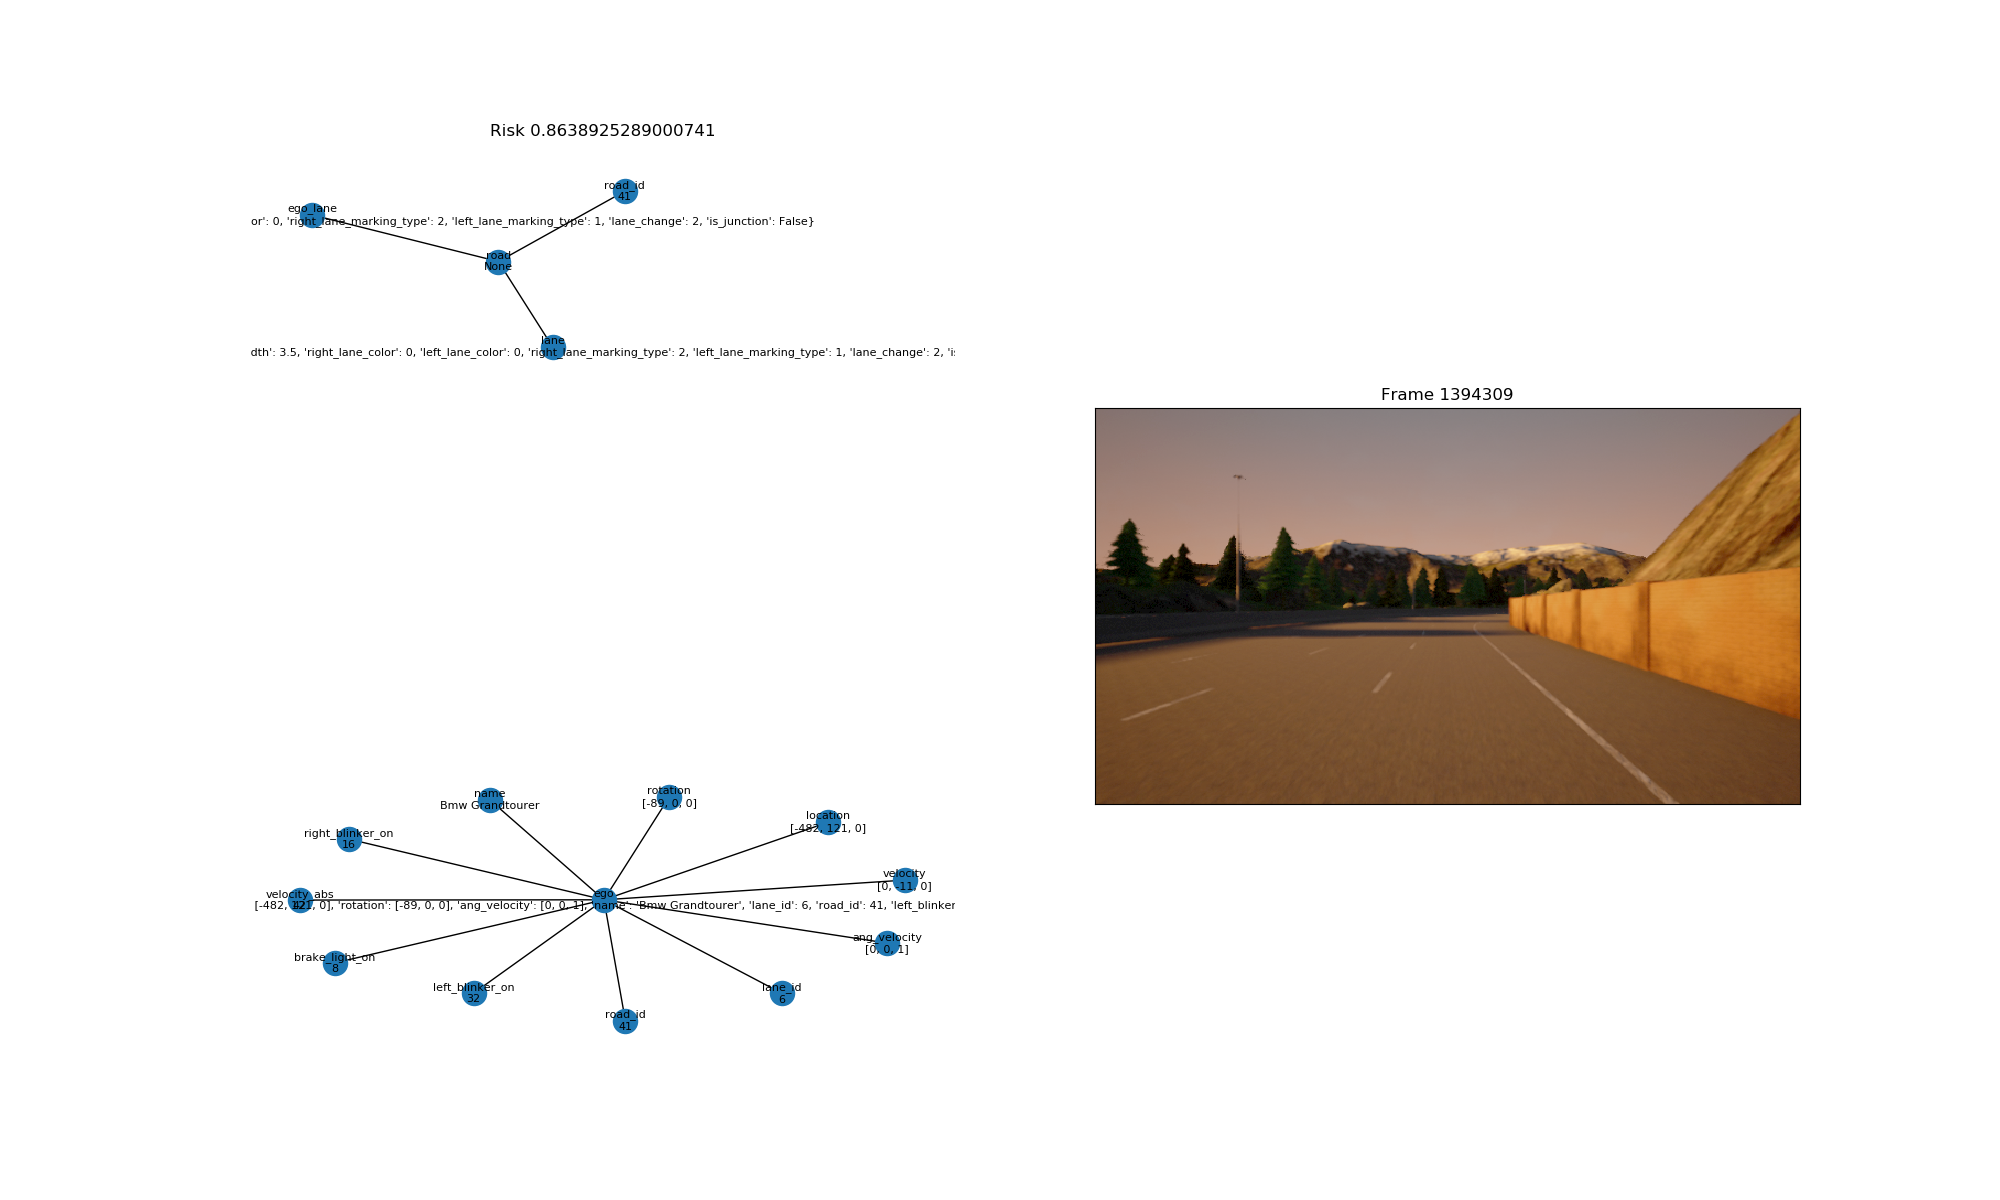 Risk 0.8638925289000741
road_id
41
ego_lane
or': 0, 'right_lane_marking_type': 2, 'left_lane_marking_type': 1, 'lane_change': 2, 'is_junction': False}
road
None
lane
dth': 3.5, 'right_lane_color': 0, 'left_lane_color': 0, 'right_lane_marking_type': 2, 'left_lane_marking_type': 1, 'lane_change': 2, 'i
Frame 1394309
name
Bmw Grandtourer
rotation
[-89, 0, 0]
location
[-482, 121, 0]
right_blinker_on
16
velocity
[0, -11, 0]
velocity_abs
ego
[-482, 121, 0], 'rotation': [-89, 0, 0], 'ang_velocity': [0, 0, 1], 'name': 'Bmw Grandtourer', 'lane_id': 6, 'road_id': 41, 'left_blinker
ang_velocity
[0, 0, 1]
brake_light_on
8
left_blinker_on
32
lane_id
6
road_id
41